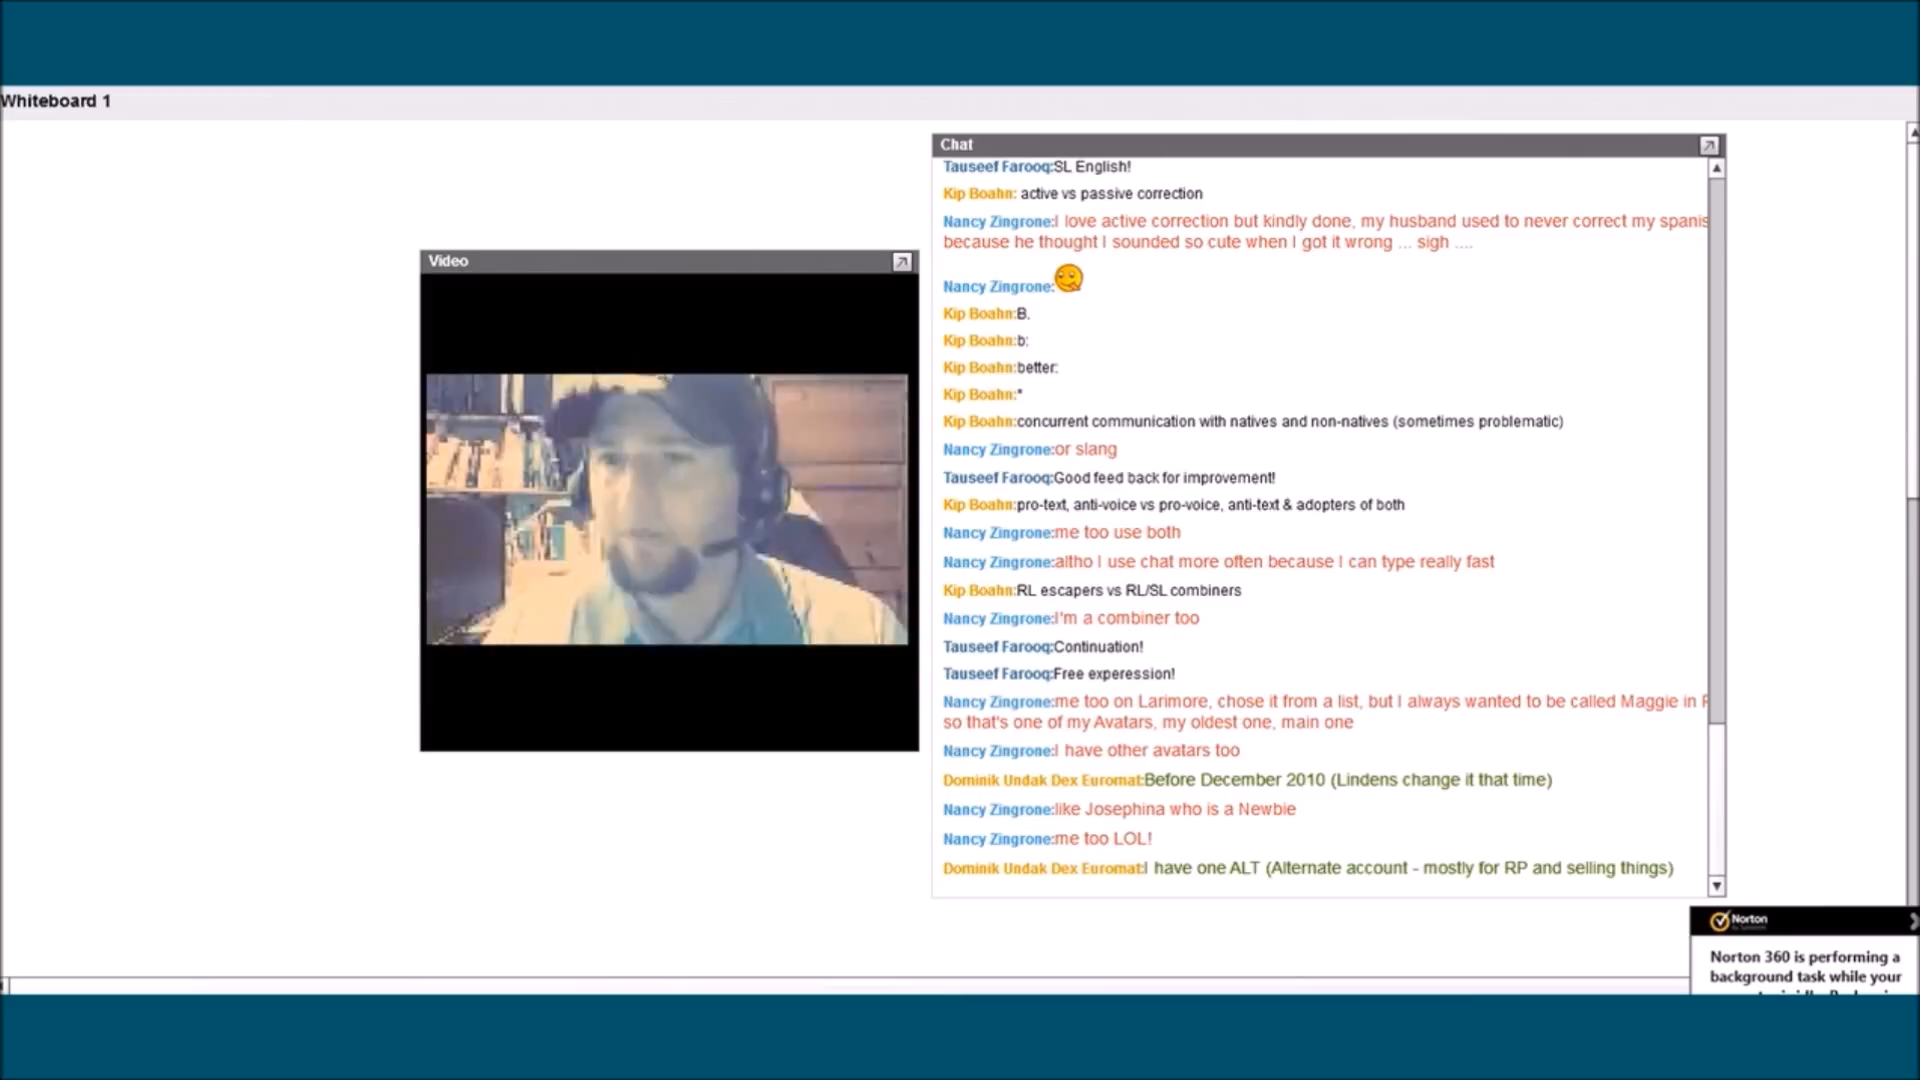 Whiteboard 1
Video
Chat
Tauseef Farooq:SL English!
Kip Boahn: active vs passive correction
Nancy Zingrone:I love active correction but kindly done, my husband used to never correct my spanis
because he thought I sounded so cute when I got it wrong ... sigh ....
Nancy Zingrone:
Kip Boahn:B.
Kip Boahn:b:
Kip Boahn:better:
Kip Boahn:*
Kip Boahn:concurrent communication with natives and non-natives (sometimes problematic)
Nancy Zingrone:or slang
Tauseef Farooq:Good feed back for improvement!
Kip Boahn:pro-text, anti-voice vs pro-voice, anti-text & adopters of both
Nancy Zingrone:me too use both
Nancy Zingrone:altho I use chat more often because I can type really fast
Kip Boahn:RL escapers vs RL/SL combiners
Nancy Zingrone:I'm a combiner too
Tauseef Farooq:Continuation!
Tauseef Farooq:Free experession!
Nancy Zingrone:me too on Larimore, chose it from a list, but I always wanted to be called Maggie in
so that's one of my Avatars, my oldest one, main one
Nancy Zingrone:I have other avatars too
Dominik Undak Dex Euromat:Before December 2010 (Lindens change it that time)
Nancy Zingrone:like Josephina who is a Newbie
Nancy Zingrone:me too LOL!
Dominik Undak Dex Euromat:I have one ALT (Alternate account - mostly for RP and selling things)
Norton
Norton 360 is performing a
background task while your